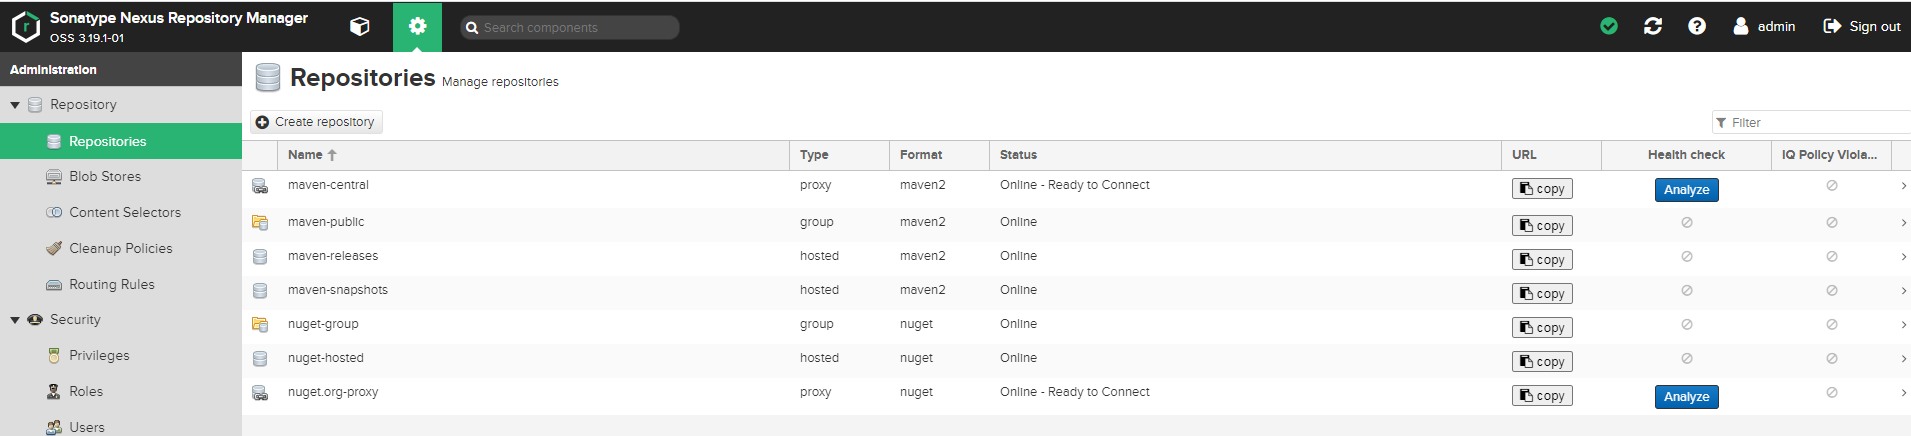 Sonatype Nexus Repository Manager
OSS 3.19.1-01
Search components
admin
Sign out
Administration
Repository
Repositories
Blob Stores
Content Selectors
Cleanup Policies
Routing Rules
Security
Privileges
Roles
Users
Repositories Manage repositories
Create repository
Filter
Name Type Format Status URL Health check IQ Policy Viola...
maven-central proxy maven2 Online - Ready to Connect copy Analyze
maven-public group maven2 Online copy
maven-releases hosted maven2 Online copy
maven-snapshots hosted maven2 Online copy
nuget-group group nuget Online copy
nuget-hosted hosted nuget Online copy
nuget.org-proxy proxy nuget Online - Ready to Connect copy Analyze